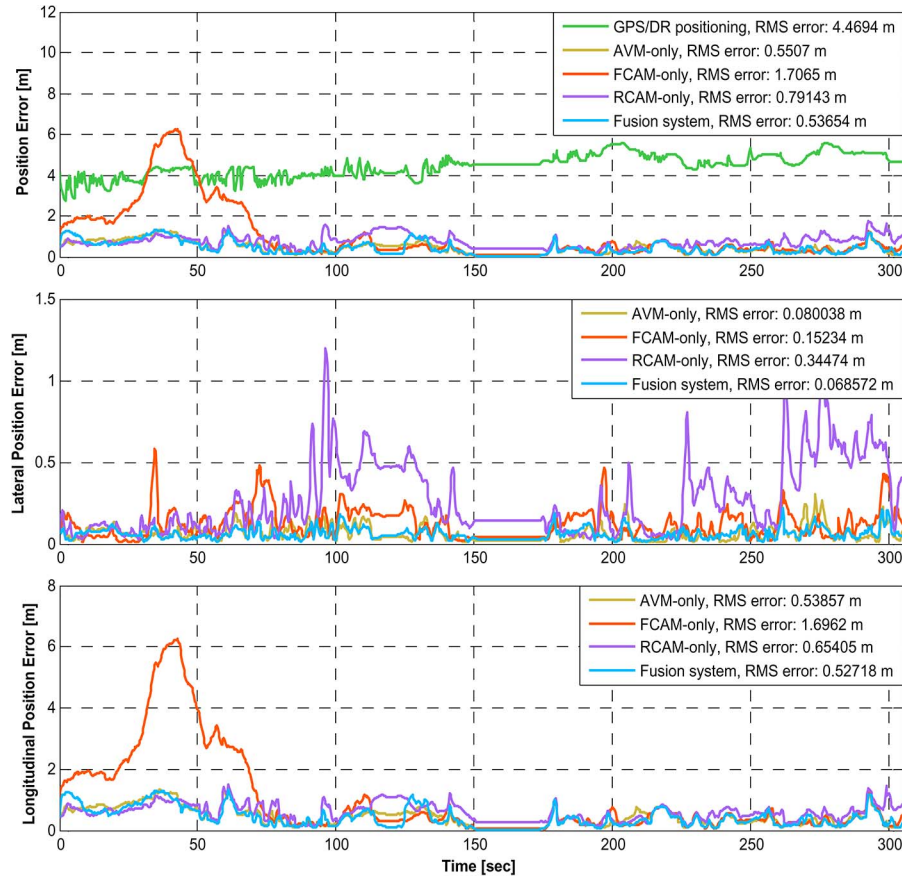 12
10
8
6
4
2
0
Position Error [m]
GPS/DR positioning, RMS error: 4.4694 m
AVM-only, RMS error: 0.5507 m
FCAM-only, RMS error: 1.7065 m
RCAM-only, RMS error: 0.79143 m
Fusion system, RMS error: 0.53654 m
0 50 100 150 200 250 300
1.5
1
0.5
0
Lateral Position Error [m]
AVM-only, RMS error: 0.080038 m
FCAM-only, RMS error: 0.15234 m
RCAM-only, RMS error: 0.34474 m
Fusion system, RMS error: 0.068572 m
0 50 100 150 200 250 300
8
6
4
2
0
Longitudinal Position Error [m]
AVM-only, RMS error: 0.53857 m
FCAM-only, RMS error: 1.6962 m
RCAM-only, RMS error: 0.65405 m
Fusion system, RMS error: 0.52718 m
0 50 100 150 200 250 300
Time [sec]